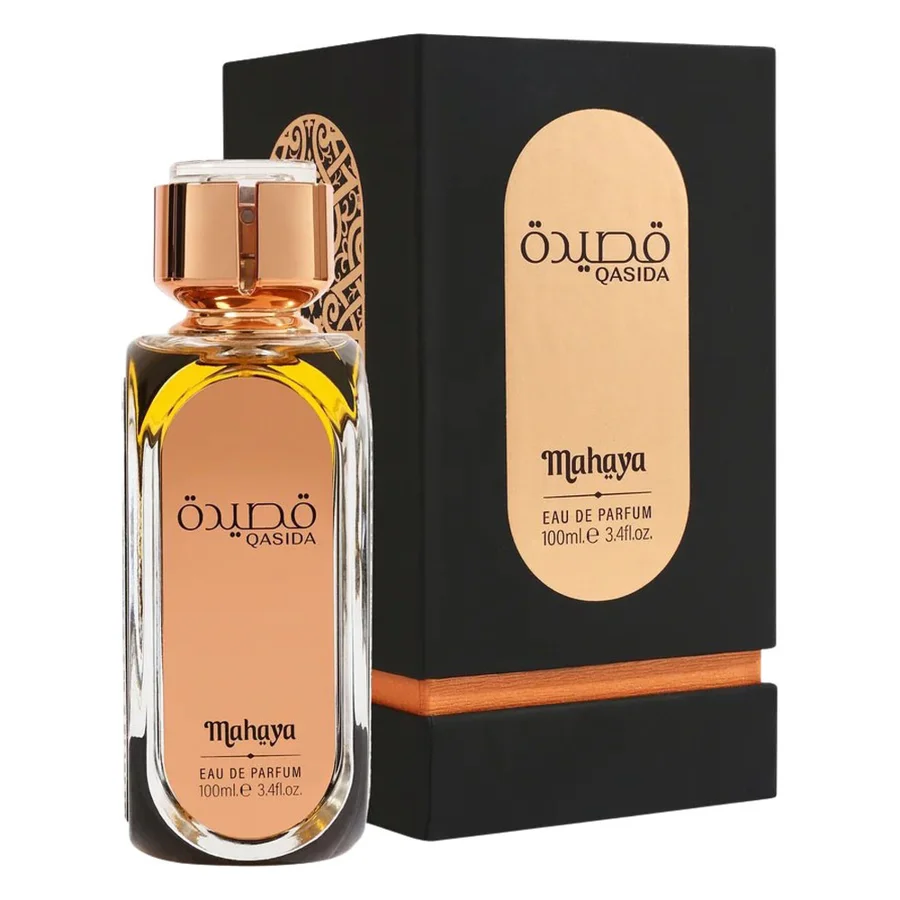 قصيدة
QASIDA
Mahaya
EAU DE PARFUM
100ml.e 3.4fl.oz.
قصيدة
QASIDA
Mahaya
EAU DE PARFUM
100ml.e 3.4fl.oz.